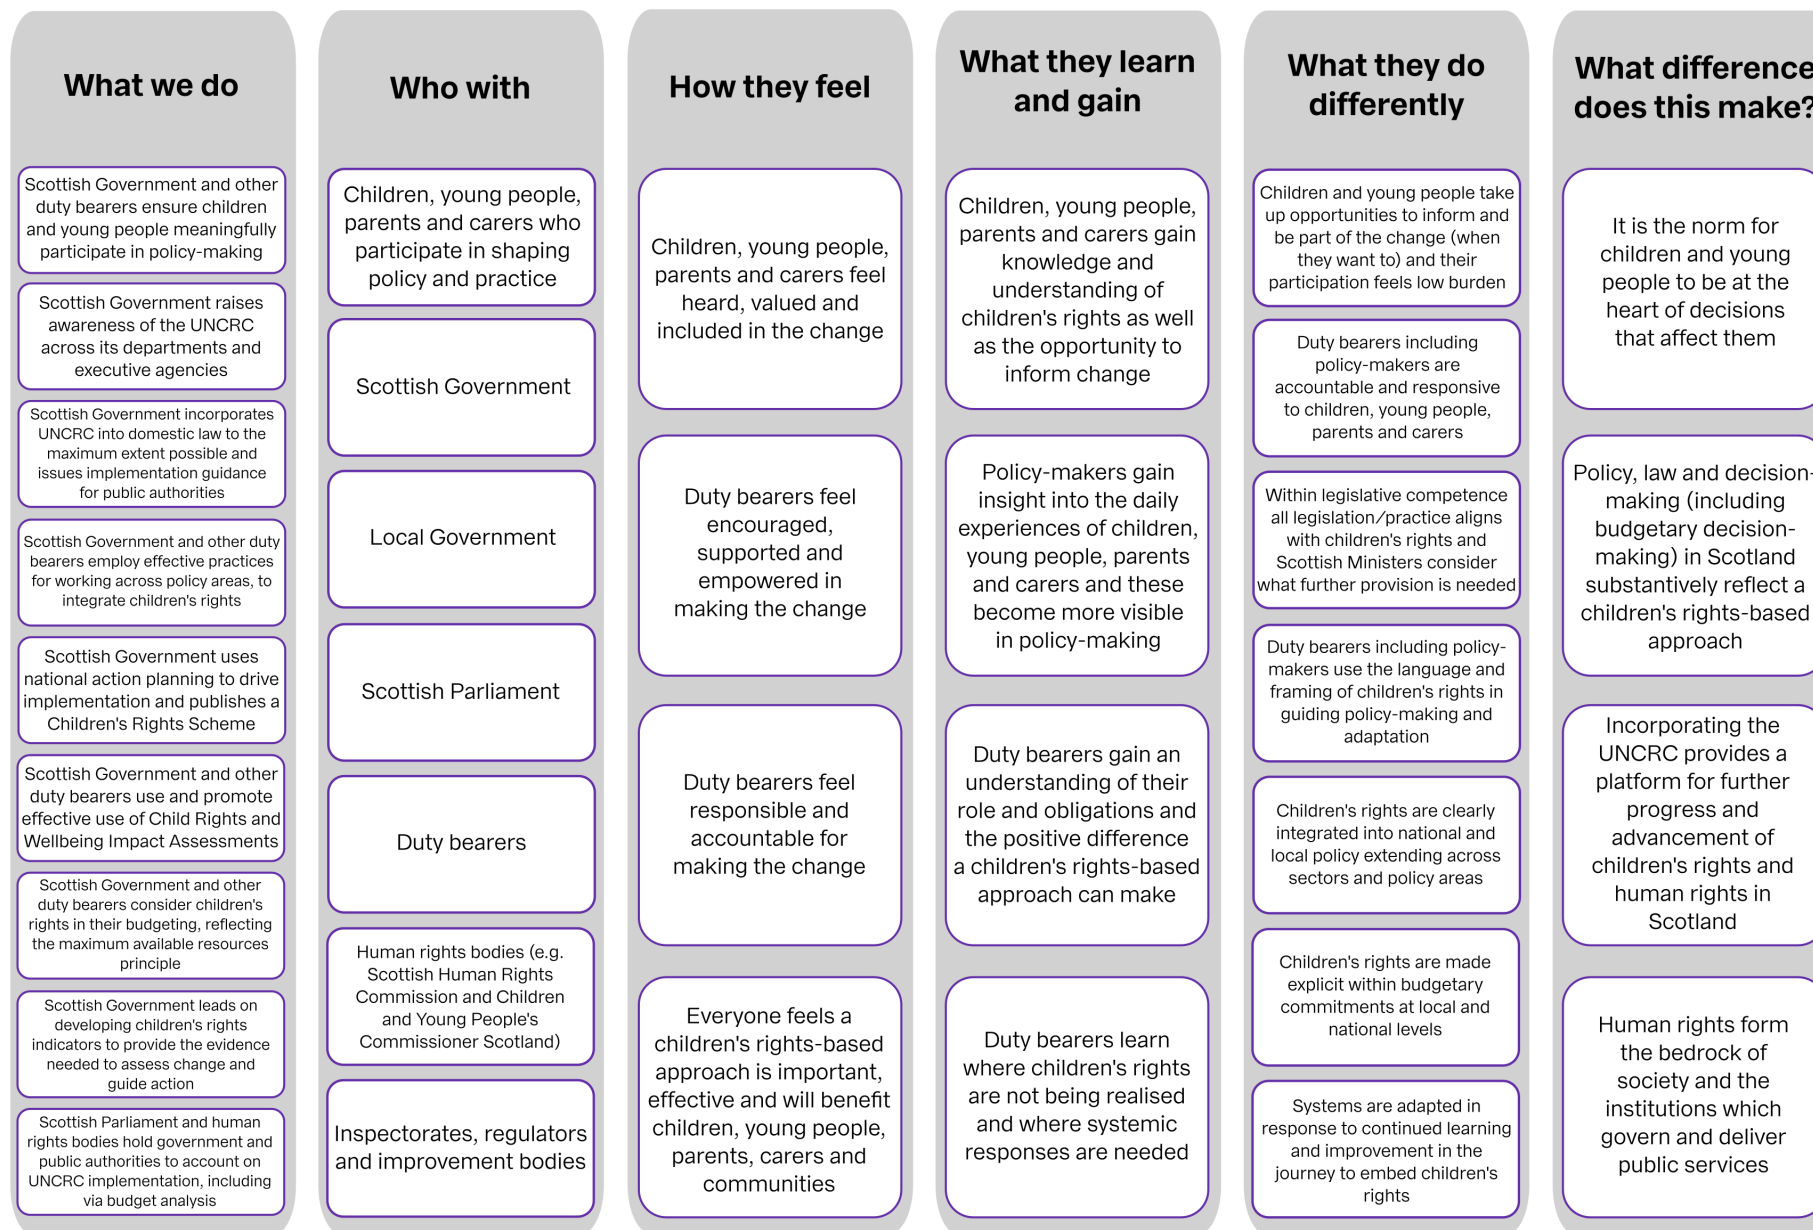 What we do
Scottish Government and other
duty bearers ensure children
and young people meaningfully
participate in policy-making
Scottish Government raises
awareness of the UNCRC
across its departments and
executive agencies
Scottish Government incorporates
UNCRC into domestic law to the
maximum extent possible and
issues implementation guidance
for public authorities
Scottish Government and other duty
bearers employ effective practices
for working across policy areas, to
integrate children's rights
Scottish Government uses
national action planning to drive
implementation and publishes a
Children's Rights Scheme
Scottish Government and other
duty bearers use and promote
effective use of Child Rights and
Wellbeing Impact Assessments
Scottish Government and other
duty bearers consider children's
rights in their budgeting, reflecting
the maximum available resources
principle
Scottish Government leads on
developing children's rights
indicators to provide the evidence
needed to assess change and
guide action
Scottish Parliament and human
rights bodies hold government and
public authorities to account on
UNCRC implementation, including
via budget analysis
Who with
Children, young people,
parents and carers who
participate in shaping
policy and practice
Scottish Government
Local Government
Scottish Parliament
Duty bearers
Human rights bodies (e.g.
Scottish Human Rights
Commission and Children
and Young People's
Commissioner Scotland)
Inspectorates, regulators
and improvement bodies
How they feel
Children, young people,
parents and carers feel
heard, valued and
included in the change
Duty bearers feel
encouraged,
supported and
empowered in
making the change
Duty bearers feel
responsible and
accountable for
making the change
Everyone feels a
children's rights-based
approach is important,
effective and will benefit
children, young people,
parents, carers and
communities
What they learn
and gain
Children, young people,
parents and carers gain
knowledge and
understanding of
children's rights as well
as the opportunity to
inform change
Policy-makers gain
insight into the daily
experiences of children,
young people, parents
and carers and these
become more visible
in policy-making
Duty bearers gain an
understanding of their
role and obligations and
the positive difference
a children's rights-based
approach can make
Duty bearers learn
where children's rights
are not being realised
and where systemic
responses are needed
What they do
differently
Children and young people take
up opportunities to inform and
be part of the change (when
they want to) and their
participation feels low burden
Duty bearers including
policy-makers are
accountable and responsive
to children, young people,
parents and carers
Within legislative competence
all legislation/practice aligns
with children's rights and
Scottish Ministers consider
what further provision is needed
Duty bearers including policy-
makers use the language and
framing of children's rights in
guiding policy-making and
adaptation
Children's rights are clearly
integrated into national and
local policy extending across
sectors and policy areas
Children's rights are made
explicit within budgetary
commitments at local and
national levels
Systems are adapted in
response to continued learning
and improvement in the
journey to embed children's
rights
What difference
does this make?
It is the norm for
children and young
people to be at the
heart of decisions
that affect them
Policy, law and decision-
making (including
budgetary decision-
making) in Scotland
substantively reflect a
children's rights-based
approach
Incorporating the
UNCRC provides a
platform for further
progress and
advancement of
children's rights and
human rights in
Scotland
Human rights form
the bedrock of
society and the
institutions which
govern and deliver
public services